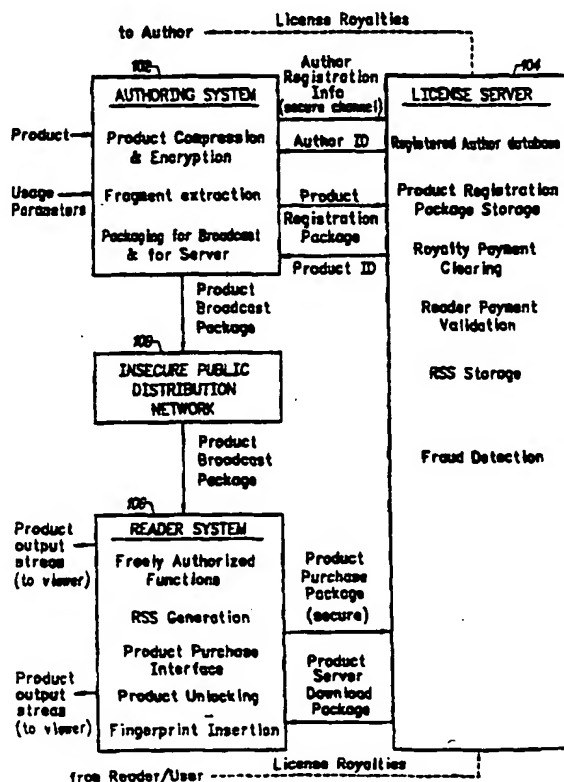 License Royalties
to Author
102
AUTHORING SYSTEM
Product
Product Compression
& Encryption
Usage
Parameters
Fragment extraction
Packaging for Broadcast
& for Server
Author
Registration
Info
(secure channel)
Author ID
Product
Registration
Package
Product ID
104
LICENSE SERVER
Registered Author database
Product Registration
Package Storage
Royalty Payment
Clearing
Reader Payment
Validation
RSS Storage
Fraud Detection
Product
Broadcast
Package
108
INSECURE PUBLIC
DISTRIBUTION
NETWORK
Product
Broadcast
Package
106
READER SYSTEM
Product
output
stream
(to viewer)
Freely Authorized
Functions
RSS Generation
Product Purchase
Interface
Product
output
stream
(to viewer)
Product Unlocking
Fingerprint Insertion
Product
Purchase
Package
(secure)
Product
Server
Download
Package
License Royalties
from Reader/User